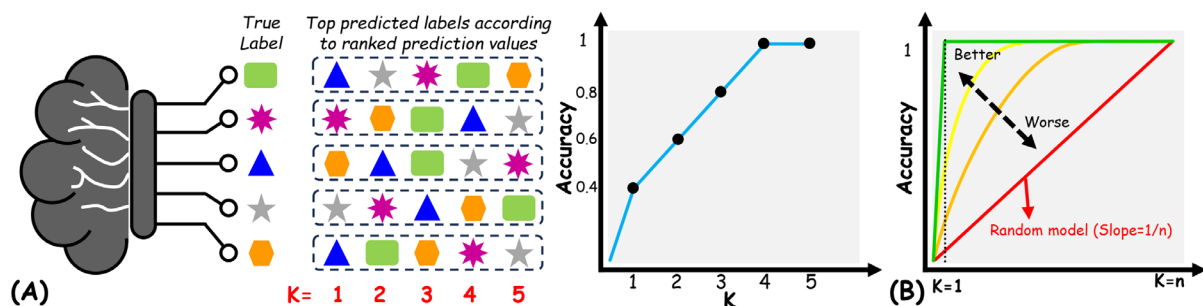 True
Label
Top predicted labels according
to ranked prediction values
K= 1 2 3 4 5
(A)
Accuracy
1
0.8
0.6
0.4
1 2 3 4 5
K
Accuracy
1
Better
Worse
Random model (Slope=1/n)
K=1
K=n
(B)